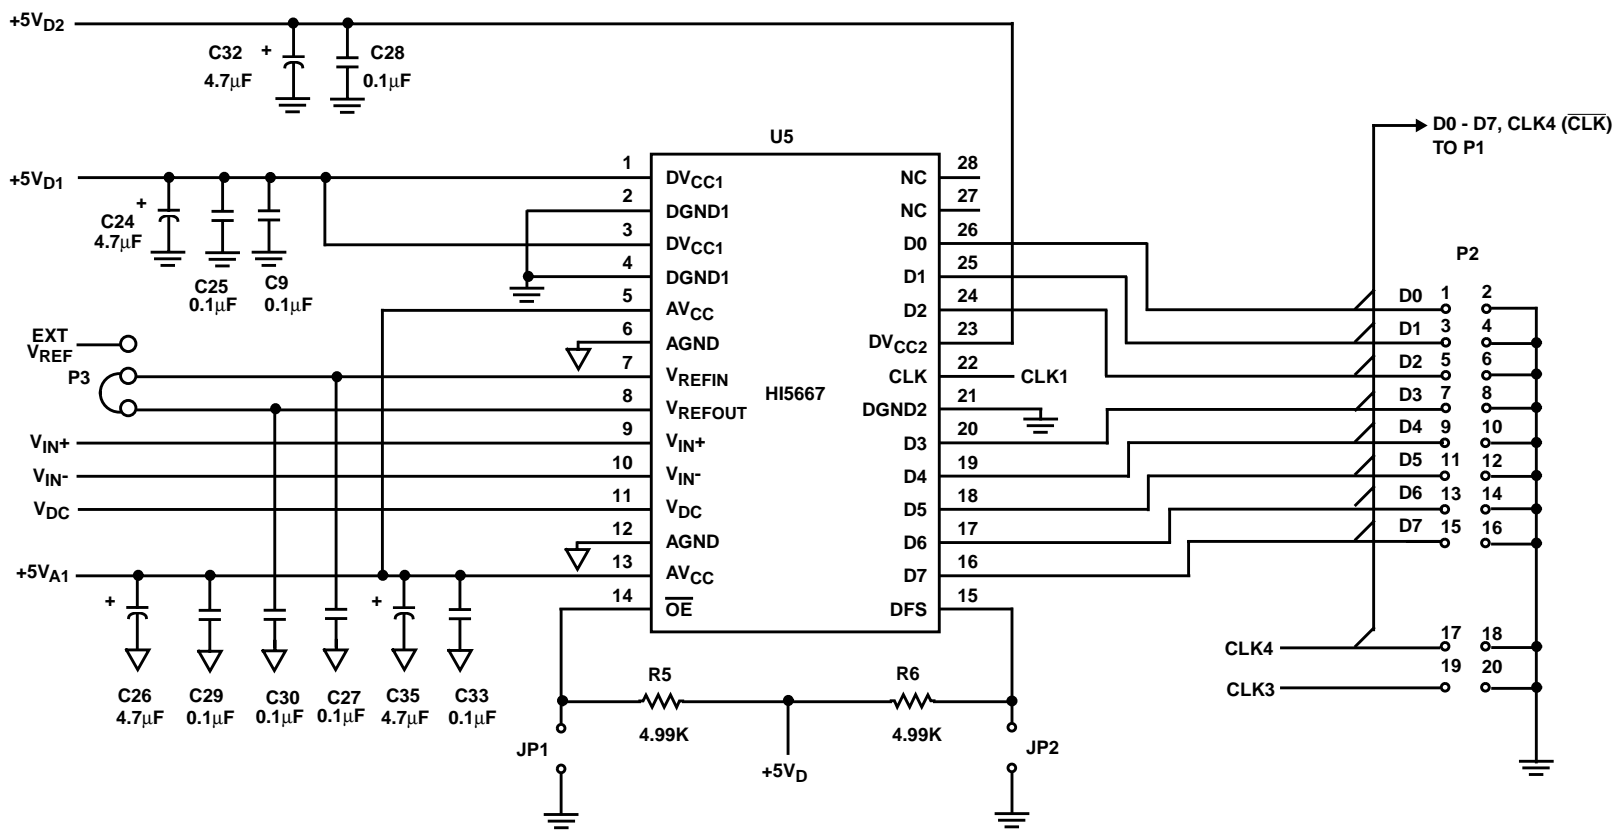 +5VD2
C32
+
4.7µF
C28
0.1µF
+5VD1
+
C24
4.7µF
C25
0.1µF
C9
0.1µF
EXT
VREF
P3
VIN+
VIN-
VDC
+5VA1
+
C26
4.7µF
C29
0.1µF
C30
0.1µF
C27
0.1µF
+
C35
4.7µF
C33
0.1µF
U5
HI5667
1 DVCC1
2 DGND1
3 DVCC1
4 DGND1
5 AVCC
6 AGND
7 VREFIN
8 VREFOUT
9 VIN+
10 VIN-
11 VDC
12 AGND
13 AVCC
14 O̅E̅
NC 28
NC 27
D0 26
D1 25
D2 24
DVCC2 23
CLK 22
CLK1
DGND2 21
D3 20
D4 19
D5 18
D6 17
D7 16
DFS 15
R5
4.99K
R6
4.99K
JP1
JP2
+5VD
D0 - D7, CLK4 (C̅L̅K̅)
TO P1
P2
D0 1 2
D1 3 4
D2 5 6
D3 7 8
D4 9 10
D5 11 12
D6 13 14
D7 15 16
CLK4 17 18
CLK3 19 20